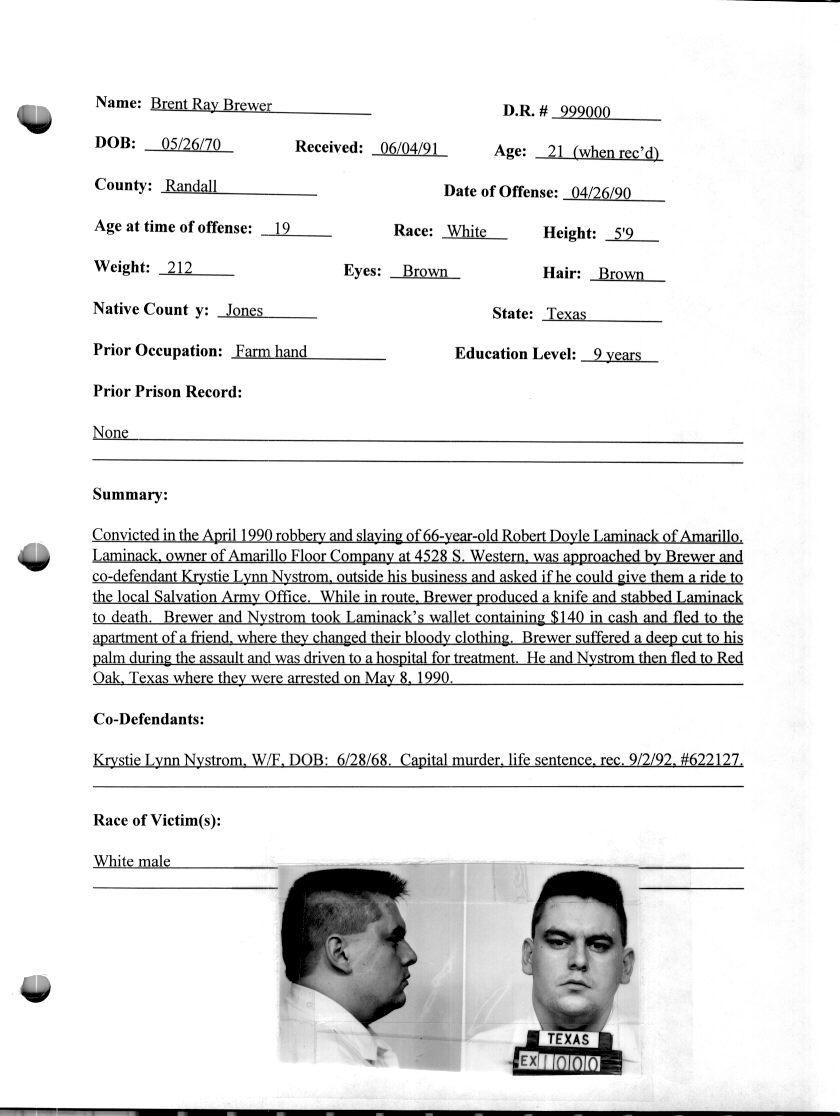 Name: Brent Ray Brewer D.R. # 999000
DOB: 05/26/70 Received: 06/04/91 Age: 21 (when rec'd)
County: Randall Date of Offense: 04/26/90
Age at time of offense: 19 Race: White Height: 5'9
Weight: 212 Eyes: Brown Hair: Brown
Native Count y: Jones State: Texas
Prior Occupation: Farm hand Education Level: 9 years
Prior Prison Record:
None
Summary:
Convicted in the April 1990 robbery and slaying of 66-year-old Robert Doyle Laminack of Amarillo.
Laminack, owner of Amarillo Floor Company at 4528 S. Western, was approached by Brewer and
co-defendant Krystie Lynn Nystrom, outside his business and asked if he could give them a ride to
the local Salvation Army Office. While in route, Brewer produced a knife and stabbed Laminack
to death. Brewer and Nystrom took Laminack's wallet containing $140 in cash and fled to the
apartment of a friend, where they changed their bloody clothing. Brewer suffered a deep cut to his
palm during the assault and was driven to a hospital for treatment. He and Nystrom then fled to Red
Oak, Texas where they were arrested on May 8, 1990.
Co-Defendants:
Krystie Lynn Nystrom, W/F, DOB: 6/28/68. Capital murder, life sentence, rec. 9/2/92, #622127.
Race of Victim(s):
White male
TEXAS
EX 1000